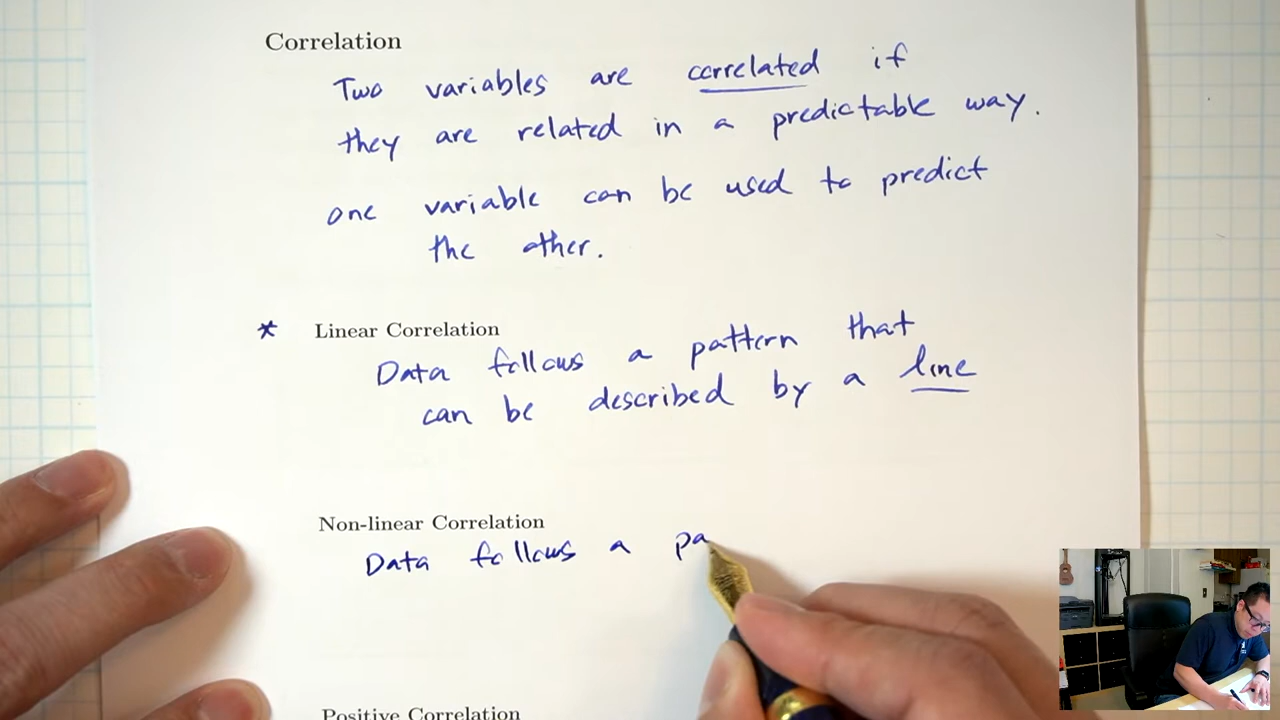 Correlation
Two variables are correlated if
they are related in a predictable way.
one variable can be used to predict
the other.
* Linear Correlation
Data follows a pattern that
can be described by a line
Non-linear Correlation
Data follows a pa
Positive Correlation